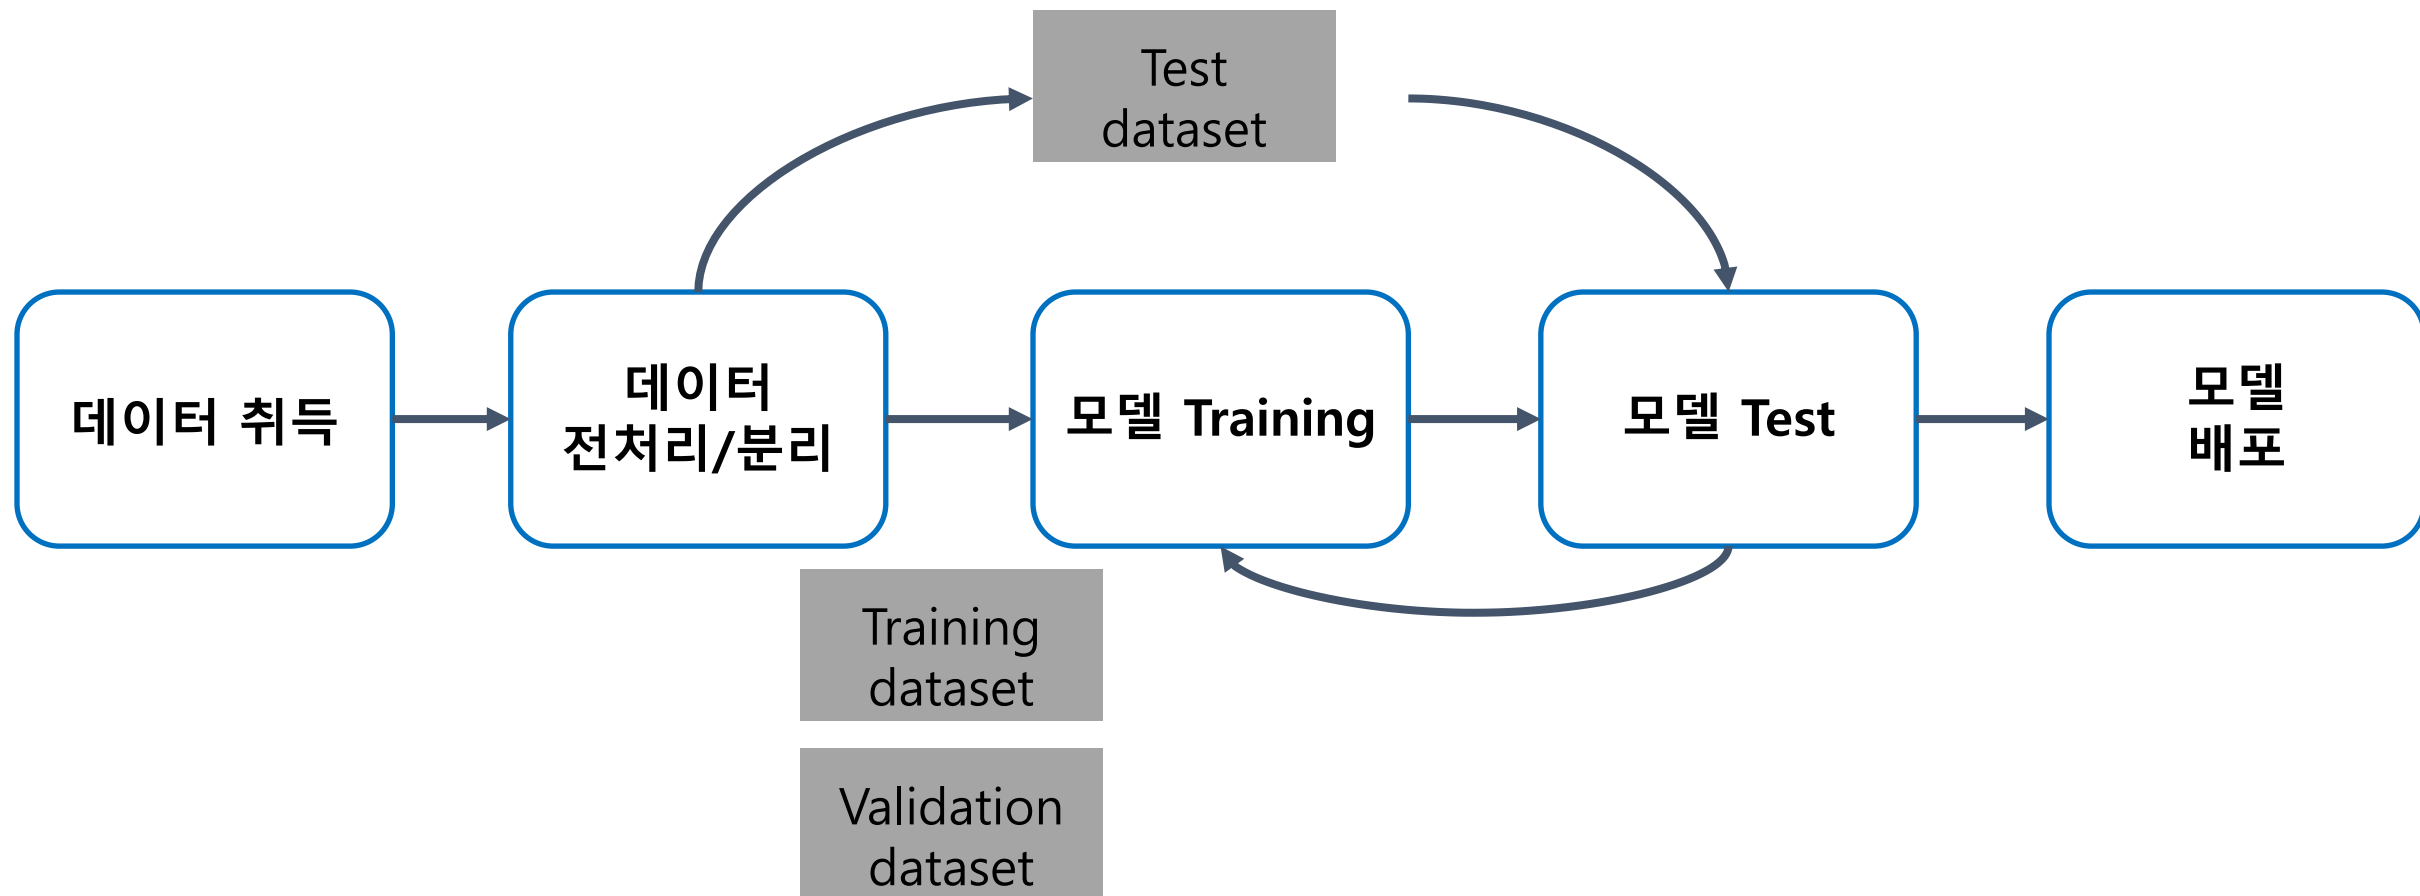 Test
dataset
데이터 취득
데이터
전처리/분리
모델 Training
모델 Test
모델
배포
Training
dataset
Validation
dataset